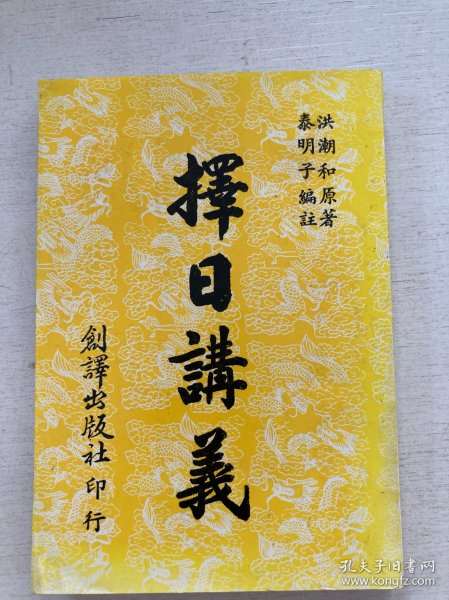 洪潮和原著
泰明子編註
擇日講義
創譯出版社印行
孔夫子旧书网
www.kongfz.com